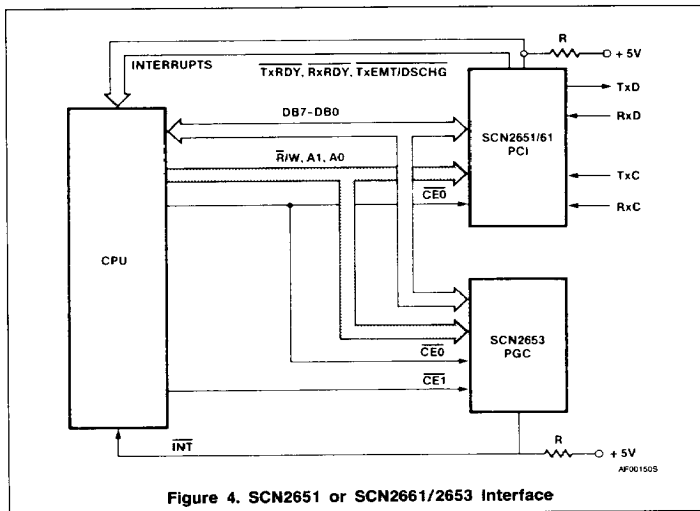 R
+ 5V
INTERRUPTS
TxRDY, RxRDY, TxEMT/DSCHG
TxD
DB7-DB0
RxD
SCN2651/61
PCI
R/W, A1, A0
TxC
CE0
RxC
CPU
SCN2653
PGC
CE0
CE1
INT
R
+ 5V
AF00150S
Figure 4. SCN2651 or SCN2661/2653 Interface